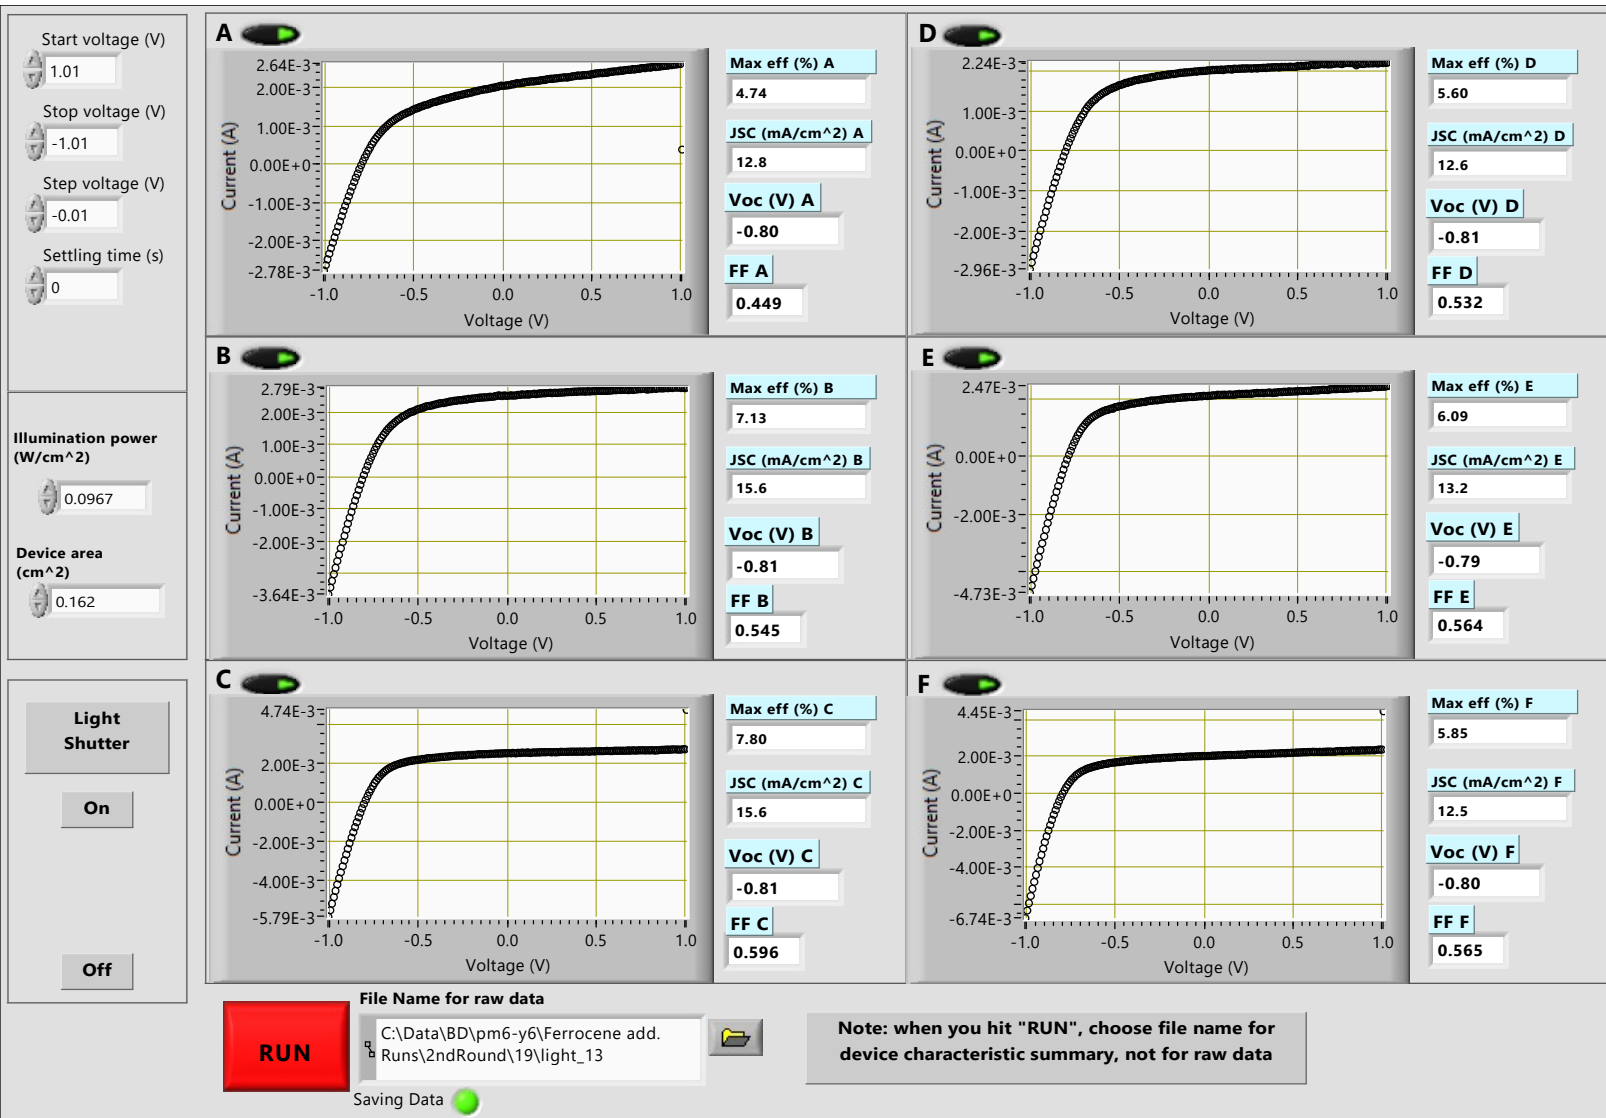 Start voltage (V)
1.01
Stop voltage (V)
-1.01
Step voltage (V)
-0.01
Settling time (s)
0
Illumination power
(W/cm^2)
0.0967
Device area
(cm^2)
0.162
Light
Shutter
On
Off
A
Current (A)
2.64E-3
2.00E-3
1.00E-3
0.00E+0
-1.00E-3
-2.00E-3
-2.78E-3
-1.0 -0.5 0.0 0.5 1.0
Voltage (V)
Max eff (%) A
4.74
JSC (mA/cm^2) A
12.8
Voc (V) A
-0.80
FF A
0.449
B
Current (A)
2.79E-3
2.00E-3
1.00E-3
0.00E+0
-1.00E-3
-2.00E-3
-3.64E-3
-1.0 -0.5 0.0 0.5 1.0
Voltage (V)
Max eff (%) B
7.13
JSC (mA/cm^2) B
15.6
Voc (V) B
-0.81
FF B
0.545
C
Current (A)
4.74E-3
2.00E-3
0.00E+0
-2.00E-3
-4.00E-3
-5.79E-3
-1.0 -0.5 0.0 0.5 1.0
Voltage (V)
Max eff (%) C
7.80
JSC (mA/cm^2) C
15.6
Voc (V) C
-0.81
FF C
0.596
D
Current (A)
2.24E-3
1.00E-3
0.00E+0
-1.00E-3
-2.00E-3
-2.96E-3
-1.0 -0.5 0.0 0.5 1.0
Voltage (V)
Max eff (%) D
5.60
JSC (mA/cm^2) D
12.6
Voc (V) D
-0.81
FF D
0.532
E
Current (A)
2.47E-3
0.00E+0
-2.00E-3
-4.73E-3
-1.0 -0.5 0.0 0.5 1.0
Voltage (V)
Max eff (%) E
6.09
JSC (mA/cm^2) E
13.2
Voc (V) E
-0.79
FF E
0.564
F
Current (A)
4.45E-3
2.00E-3
0.00E+0
-2.00E-3
-4.00E-3
-6.74E-3
-1.0 -0.5 0.0 0.5 1.0
Voltage (V)
Max eff (%) F
5.85
JSC (mA/cm^2) F
12.5
Voc (V) F
-0.80
FF F
0.565
RUN
File Name for raw data
C:\Data\BD\pm6-y6\Ferrocene add.
Runs\2ndRound\19\light_13
Saving Data
Note: when you hit "RUN", choose file name for
device characteristic summary, not for raw data